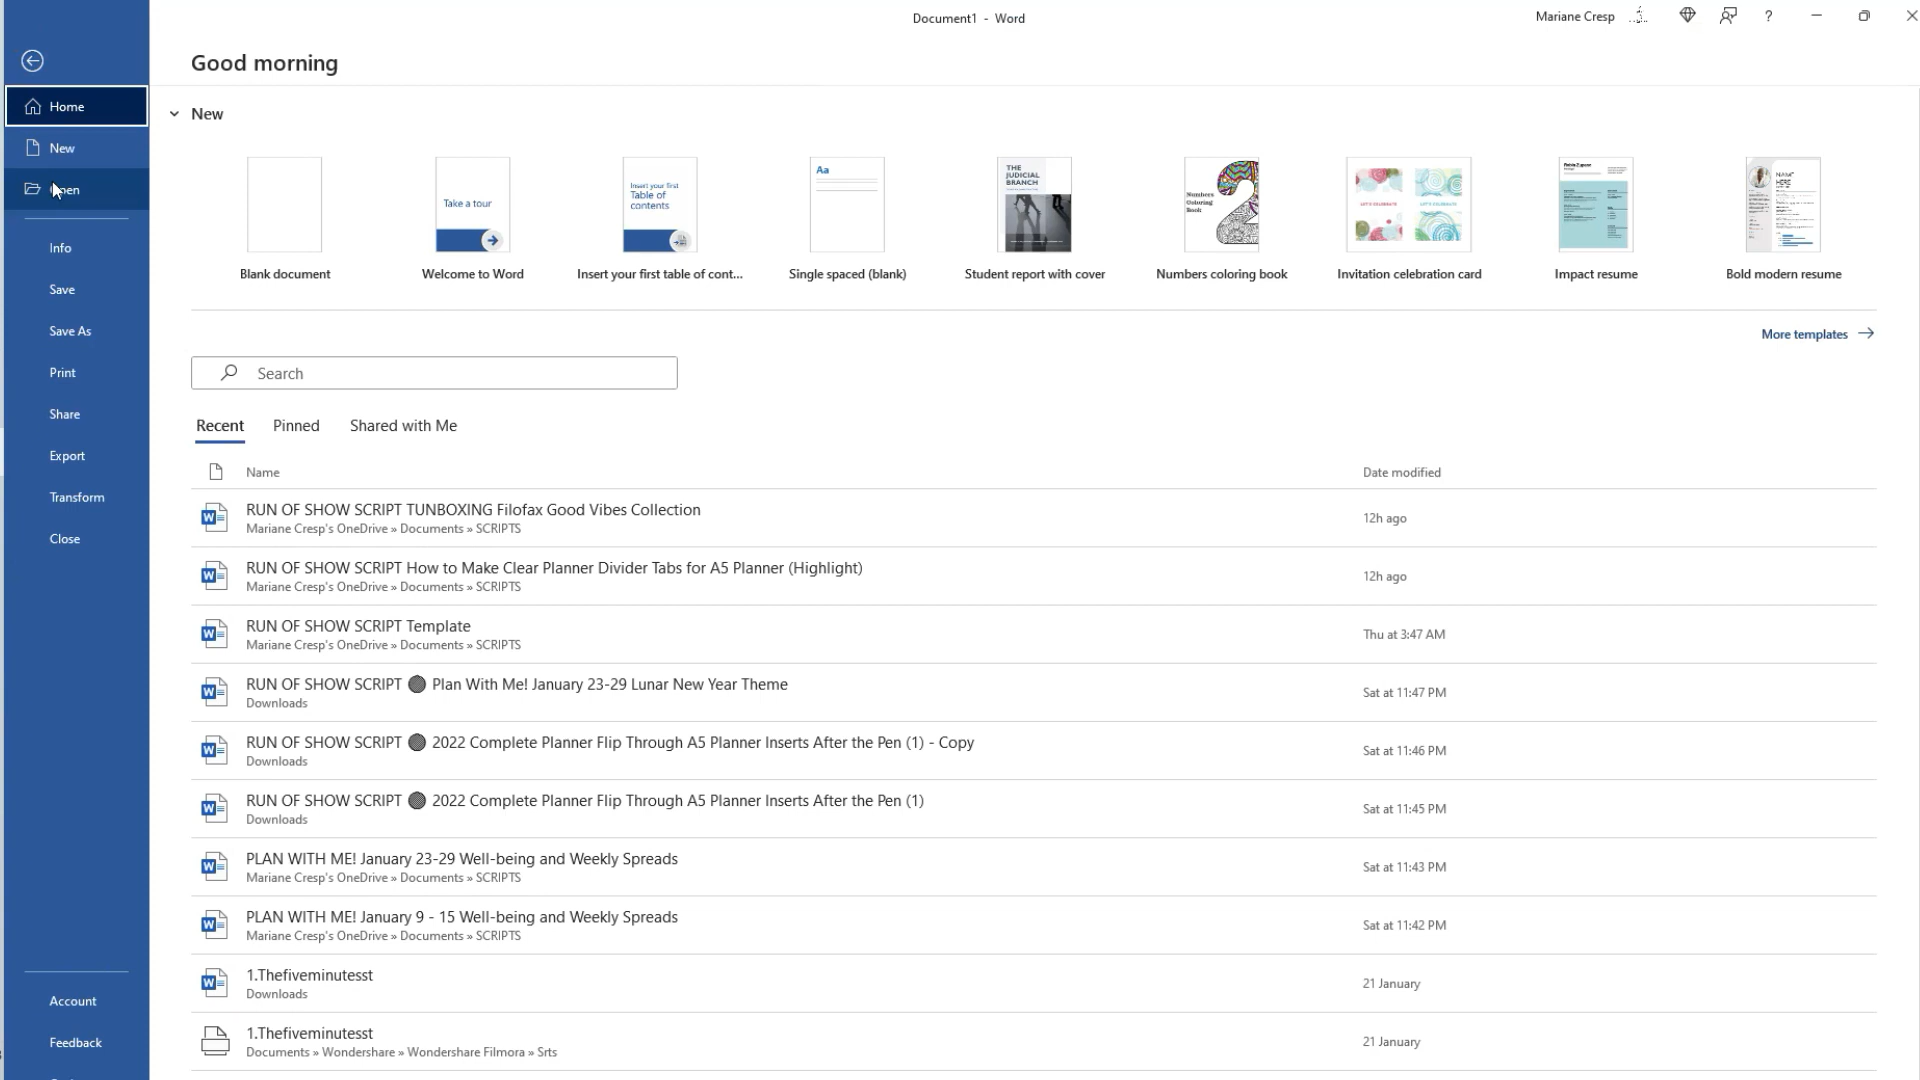 Document1 - Word
Mariane Cresp
?
Good morning
Home
New
Open
Info
Save
Save As
Print
Share
Export
Transform
Close
Account
Feedback
New
Take a tour
Insert your first
Table of
contents
Aa
THE
JUDICIAL
BRANCH
Numbers
Coloring
Book
LET'S CELEBRATE
LET'S CELEBRATE
NAME
HERE
Blank document
Welcome to Word
Insert your first table of cont...
Single spaced (blank)
Student report with cover
Numbers coloring book
Invitation celebration card
Impact resume
Bold modern resume
More templates
Search
Recent
Pinned
Shared with Me
Name
Date modified
RUN OF SHOW SCRIPT TUNBOXING Filofax Good Vibes Collection
Mariane Cresp's OneDrive » Documents » SCRIPTS
12h ago
RUN OF SHOW SCRIPT How to Make Clear Planner Divider Tabs for A5 Planner (Highlight)
Mariane Cresp's OneDrive » Documents » SCRIPTS
12h ago
RUN OF SHOW SCRIPT Template
Mariane Cresp's OneDrive » Documents » SCRIPTS
Thu at 3:47 AM
RUN OF SHOW SCRIPT 🔴 Plan With Me! January 23-29 Lunar New Year Theme
Downloads
Sat at 11:47 PM
RUN OF SHOW SCRIPT 🔴 2022 Complete Planner Flip Through A5 Planner Inserts After the Pen (1) - Copy
Downloads
Sat at 11:46 PM
RUN OF SHOW SCRIPT 🔴 2022 Complete Planner Flip Through A5 Planner Inserts After the Pen (1)
Downloads
Sat at 11:45 PM
PLAN WITH ME! January 23-29 Well-being and Weekly Spreads
Mariane Cresp's OneDrive » Documents » SCRIPTS
Sat at 11:43 PM
PLAN WITH ME! January 9 - 15 Well-being and Weekly Spreads
Mariane Cresp's OneDrive » Documents » SCRIPTS
Sat at 11:42 PM
1.Thefiveminutesst
Downloads
21 January
1.Thefiveminutesst
Documents » Wondershare » Wondershare Filmora » Srts
21 January